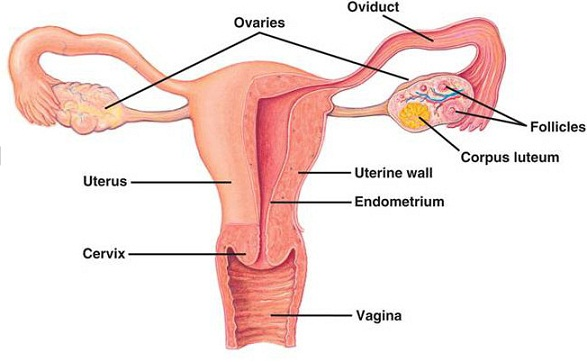 Oviduct
Ovaries
Follicles
Corpus luteum
Uterine wall
Uterus
Endometrium
Cervix
Vagina